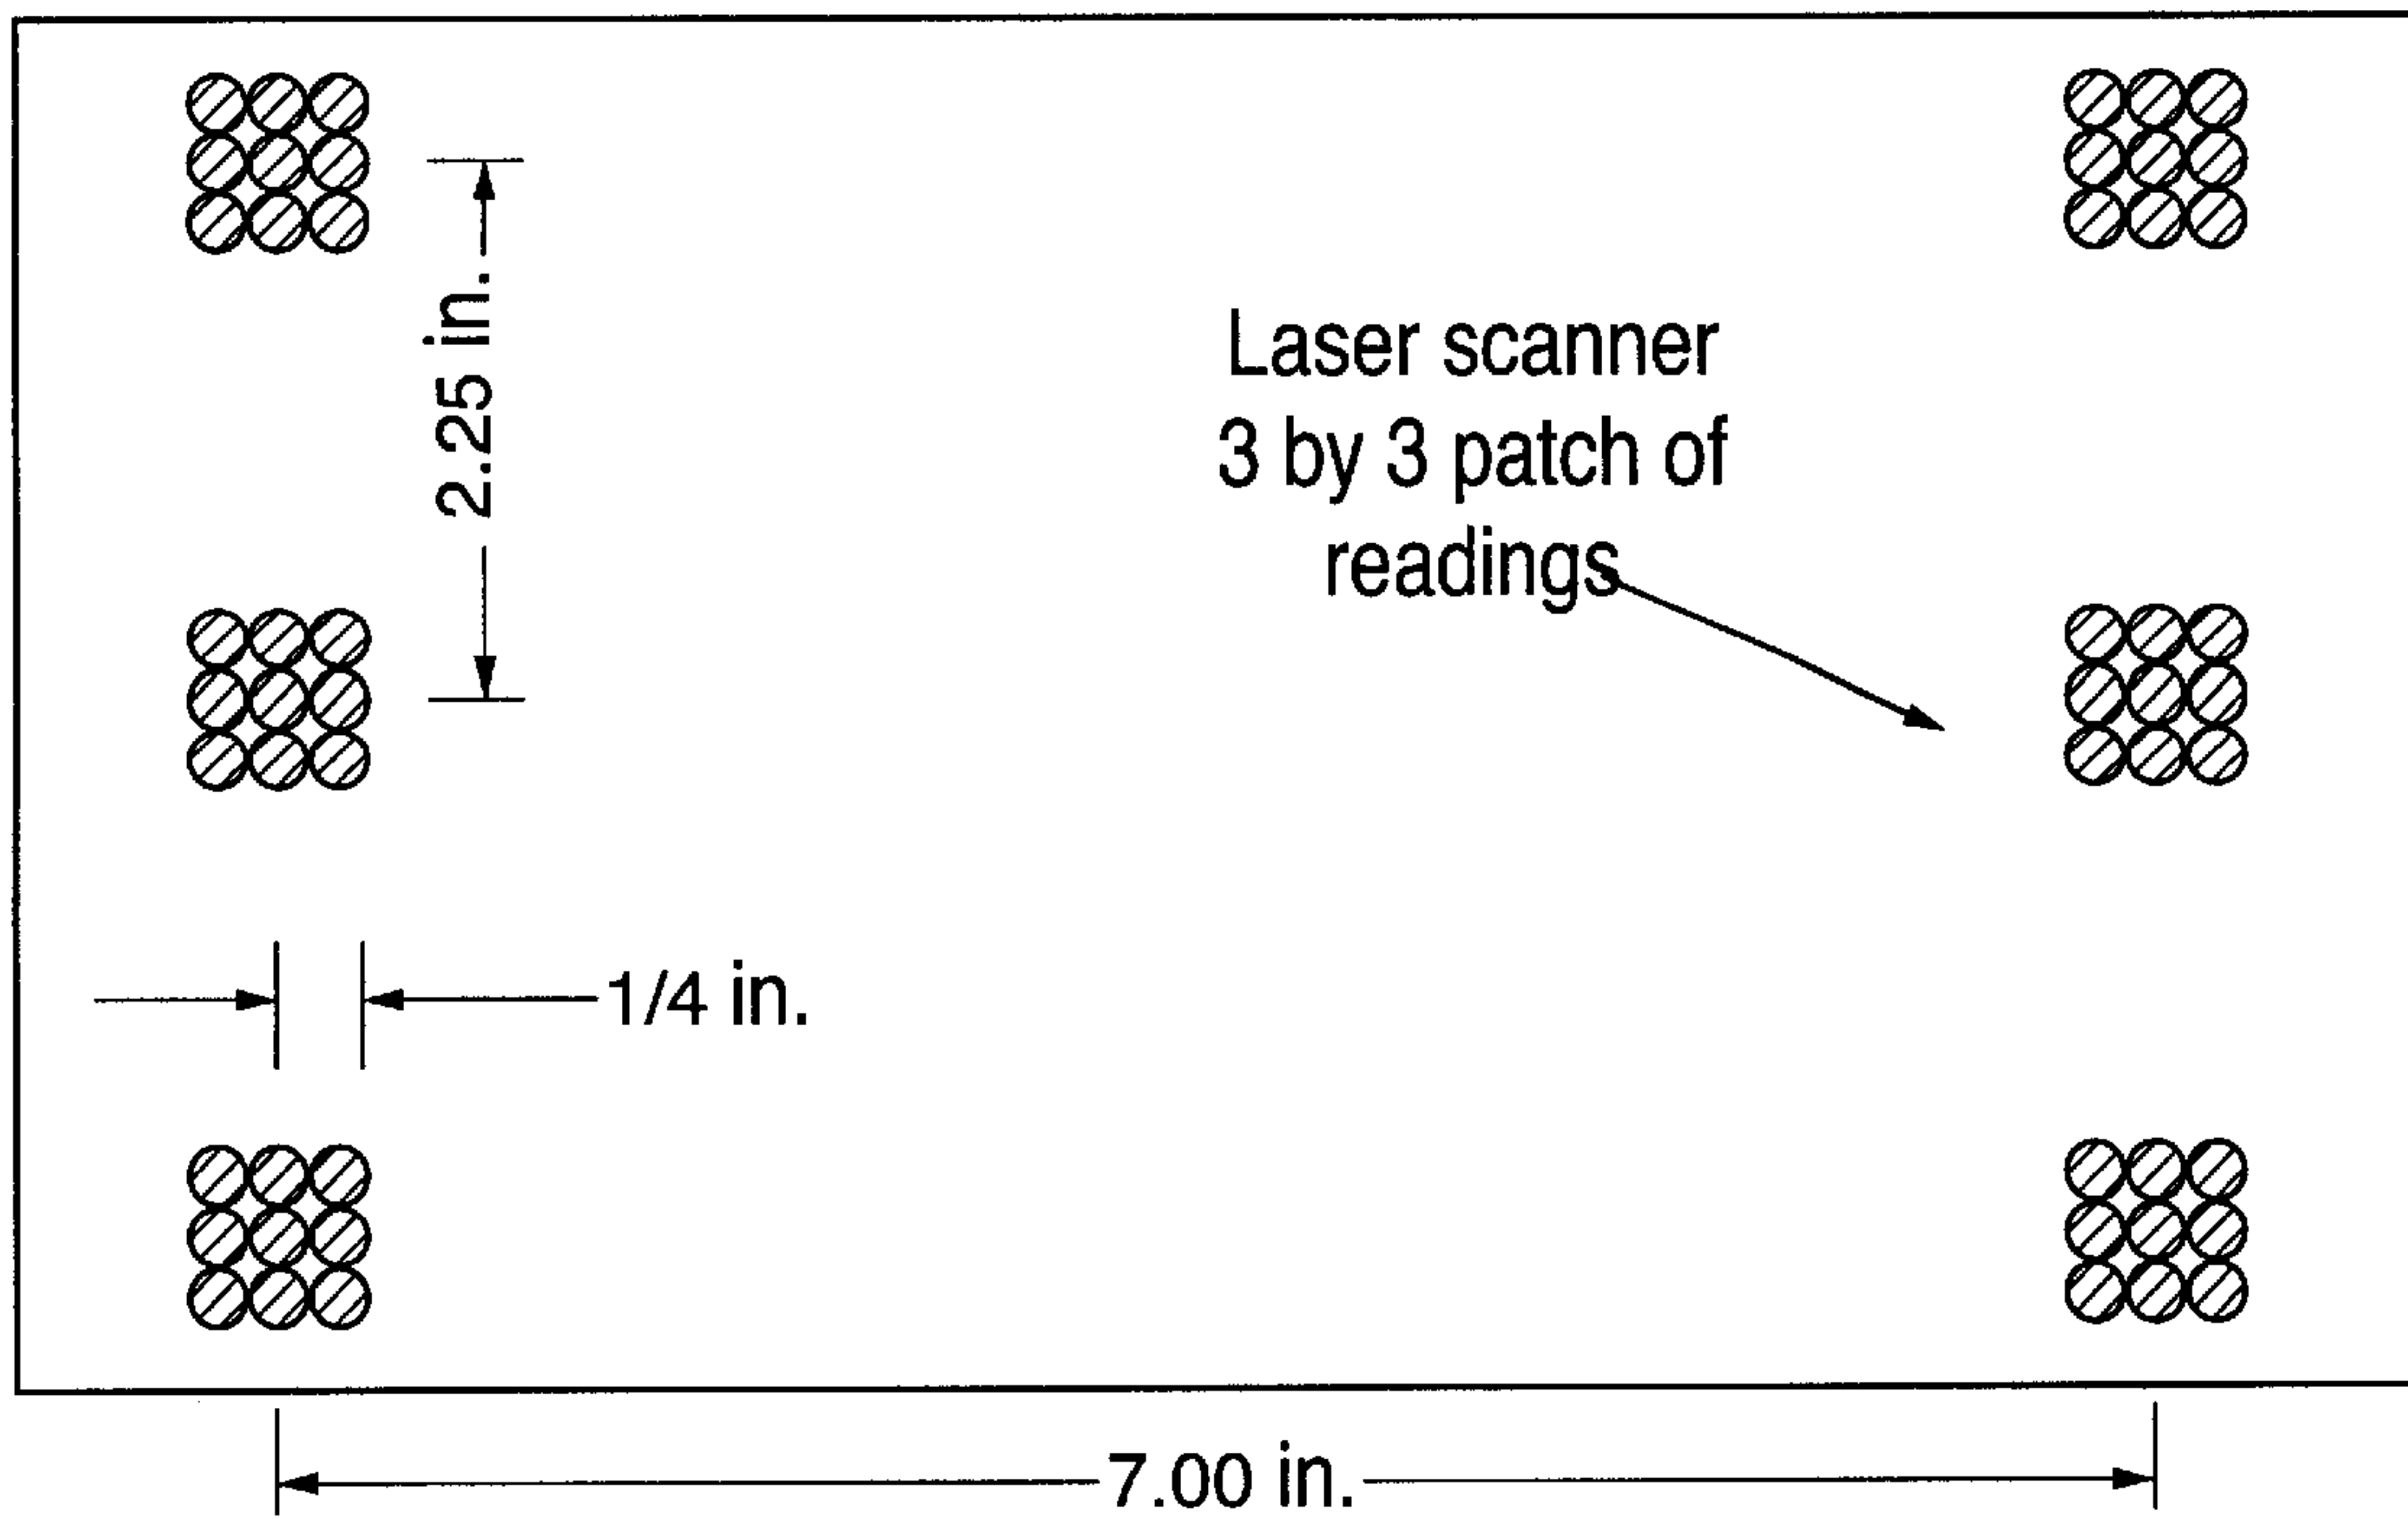 2.25 in.
Laser scanner
3 by 3 patch of
readings
1/4 in.
7.00 in.